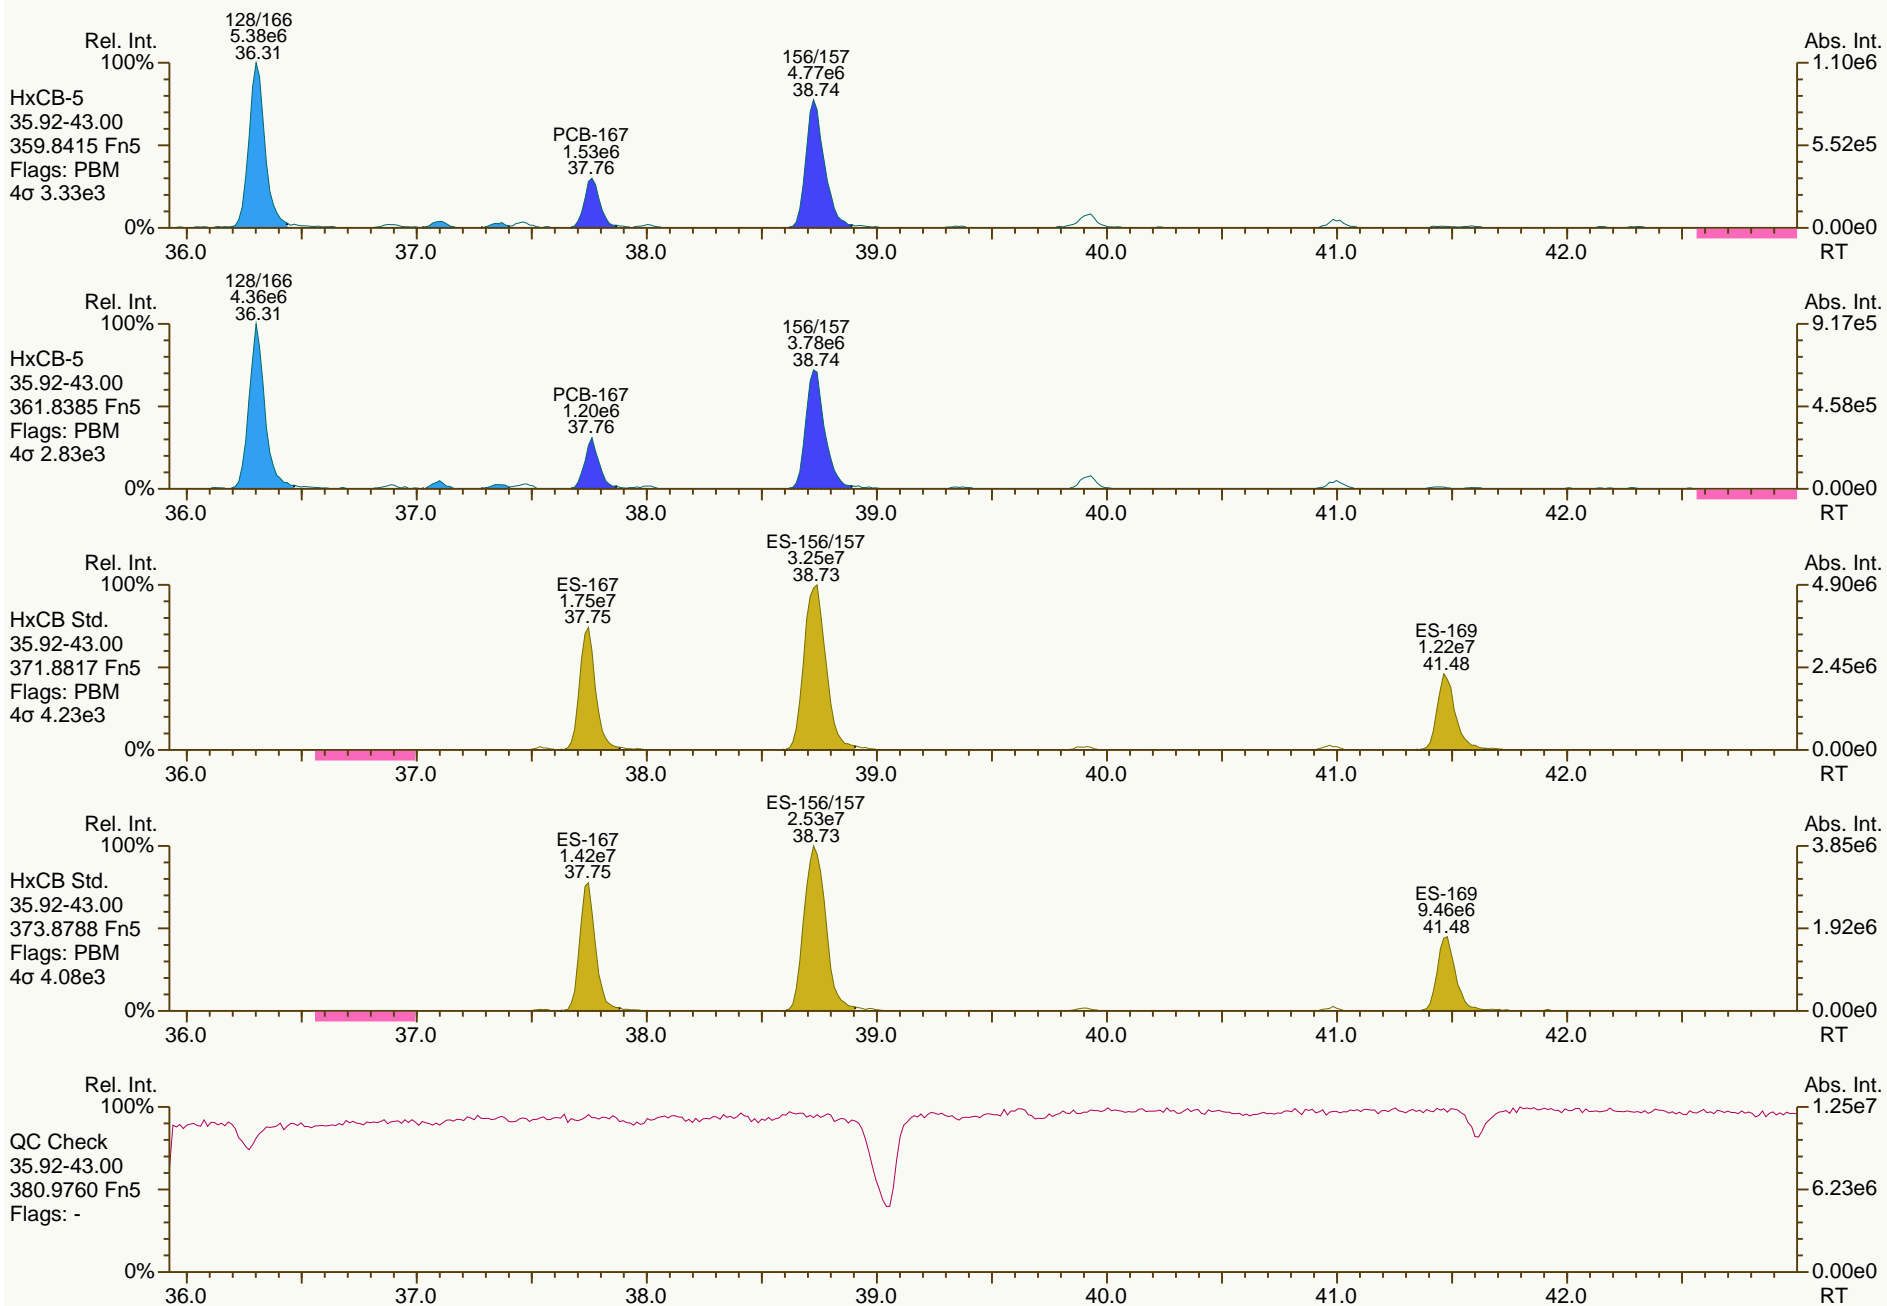 128/166
5.38e6
36.31
156/157
4.77e6
38.74
PCB-167
1.53e6
37.76
Rel. Int.
Abs. Int.
100%
1.10e6
HxCB-5
35.92-43.00
359.8415 Fn5
5.52e5
Flags: PBM
4σ 3.33e3
0%
0.00e0
36.0 37.0 38.0 39.0 40.0 41.0 42.0 RT
128/166
4.36e6
36.31
156/157
3.78e6
38.74
PCB-167
1.20e6
37.76
Rel. Int.
Abs. Int.
100%
9.17e5
HxCB-5
35.92-43.00
361.8385 Fn5
4.58e5
Flags: PBM
4σ 2.83e3
0%
0.00e0
36.0 37.0 38.0 39.0 40.0 41.0 42.0 RT
ES-156/157
3.25e7
38.73
ES-167
1.75e7
37.75
ES-169
1.22e7
41.48
Rel. Int.
Abs. Int.
100%
4.90e6
HxCB Std.
35.92-43.00
371.8817 Fn5
2.45e6
Flags: PBM
4σ 4.23e3
0%
0.00e0
36.0 37.0 38.0 39.0 40.0 41.0 42.0 RT
ES-156/157
2.53e7
38.73
ES-167
1.42e7
37.75
ES-169
9.46e6
41.48
Rel. Int.
Abs. Int.
100%
3.85e6
HxCB Std.
35.92-43.00
373.8788 Fn5
1.92e6
Flags: PBM
4σ 4.08e3
0%
0.00e0
36.0 37.0 38.0 39.0 40.0 41.0 42.0 RT
Rel. Int.
Abs. Int.
100%
1.25e7
QC Check
35.92-43.00
380.9760 Fn5
6.23e6
Flags: -
0%
0.00e0
36.0 37.0 38.0 39.0 40.0 41.0 42.0 RT